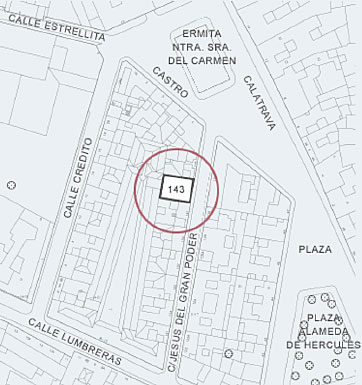 CALLE ESTRELLITA
ERMITA
NTRA. SRA.
DEL CARMEN
CASTRO
CALATRAVA
CALLE CREDITO
143
C/JESUS DEL GRAN PODER
PLAZA
PLAZA
ALAMEDA
DE HERCULES
CALLE LUMBRERAS